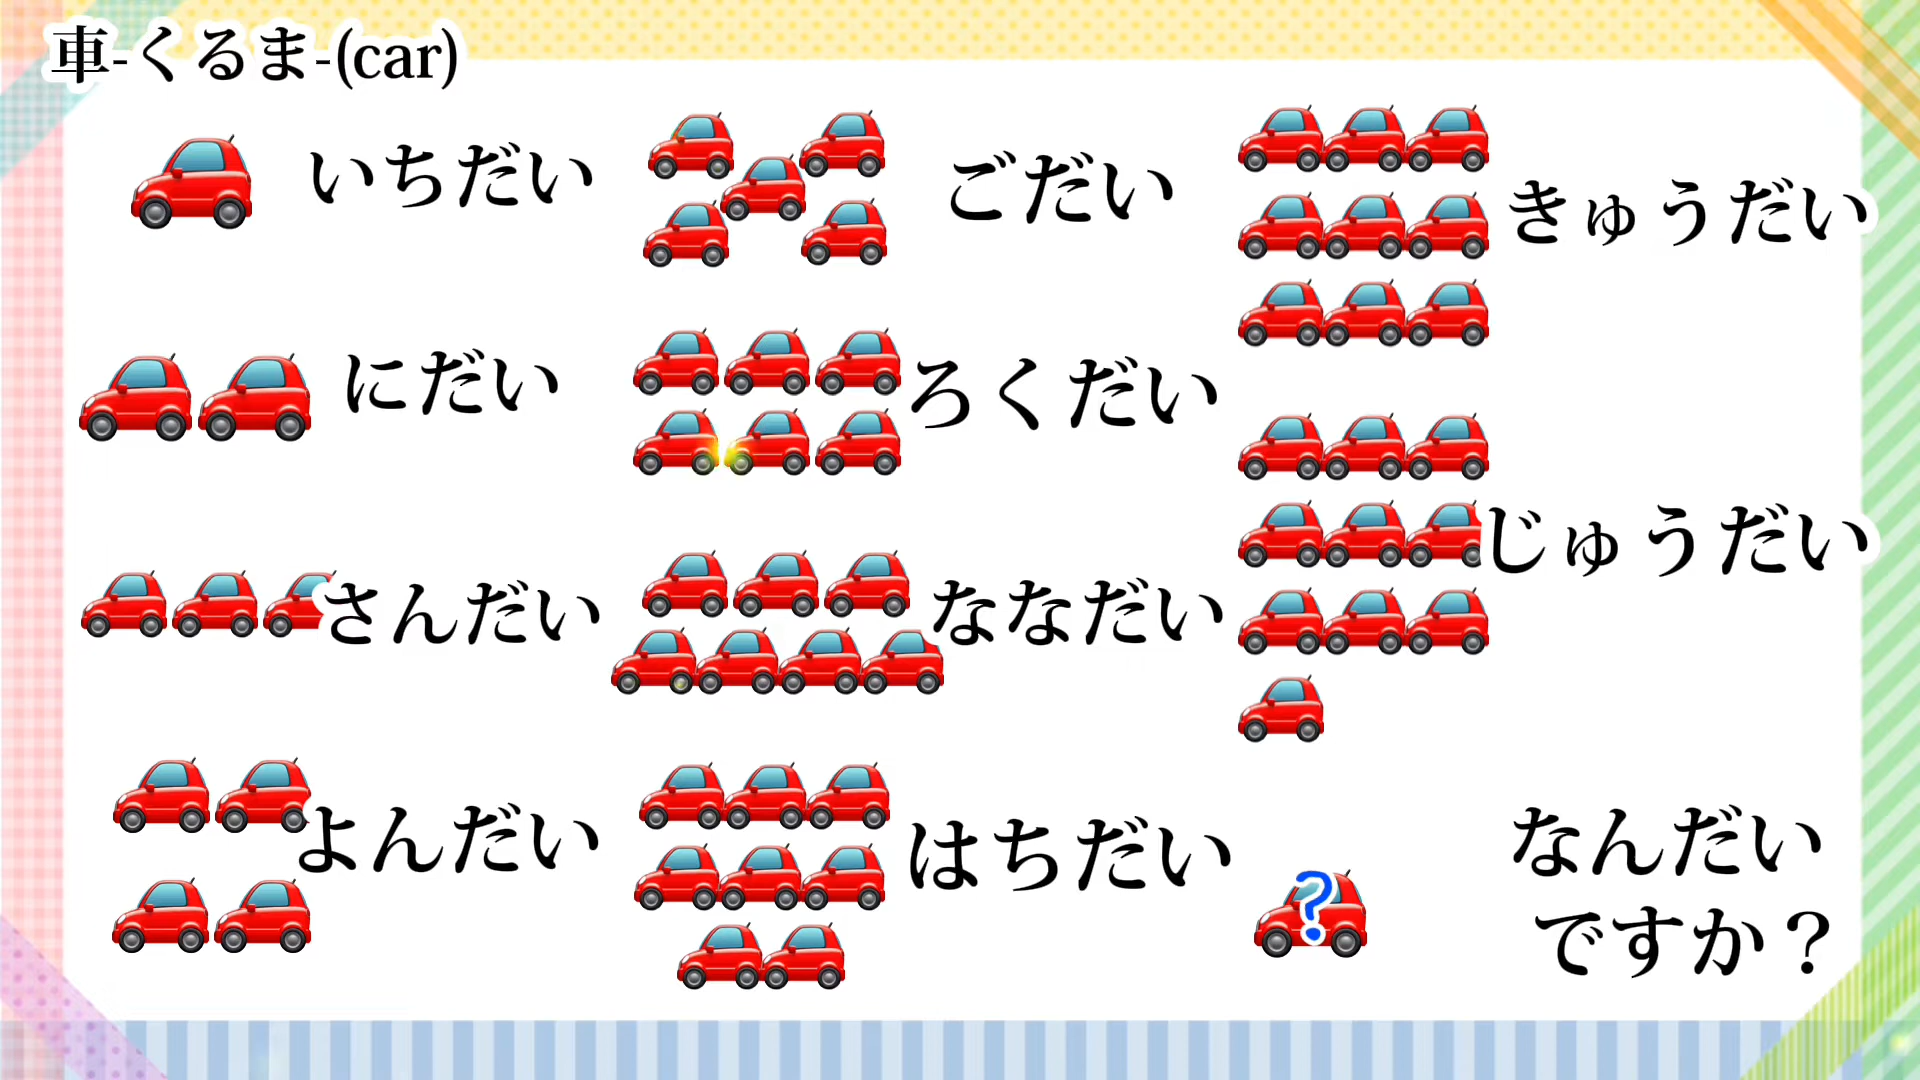 車-くるま-(car)
いちだい
にだい
さんだい
よんだい
ごだい
ろくだい
ななだい
はちだい
きゅうだい
じゅうだい
?
なんだい
ですか？